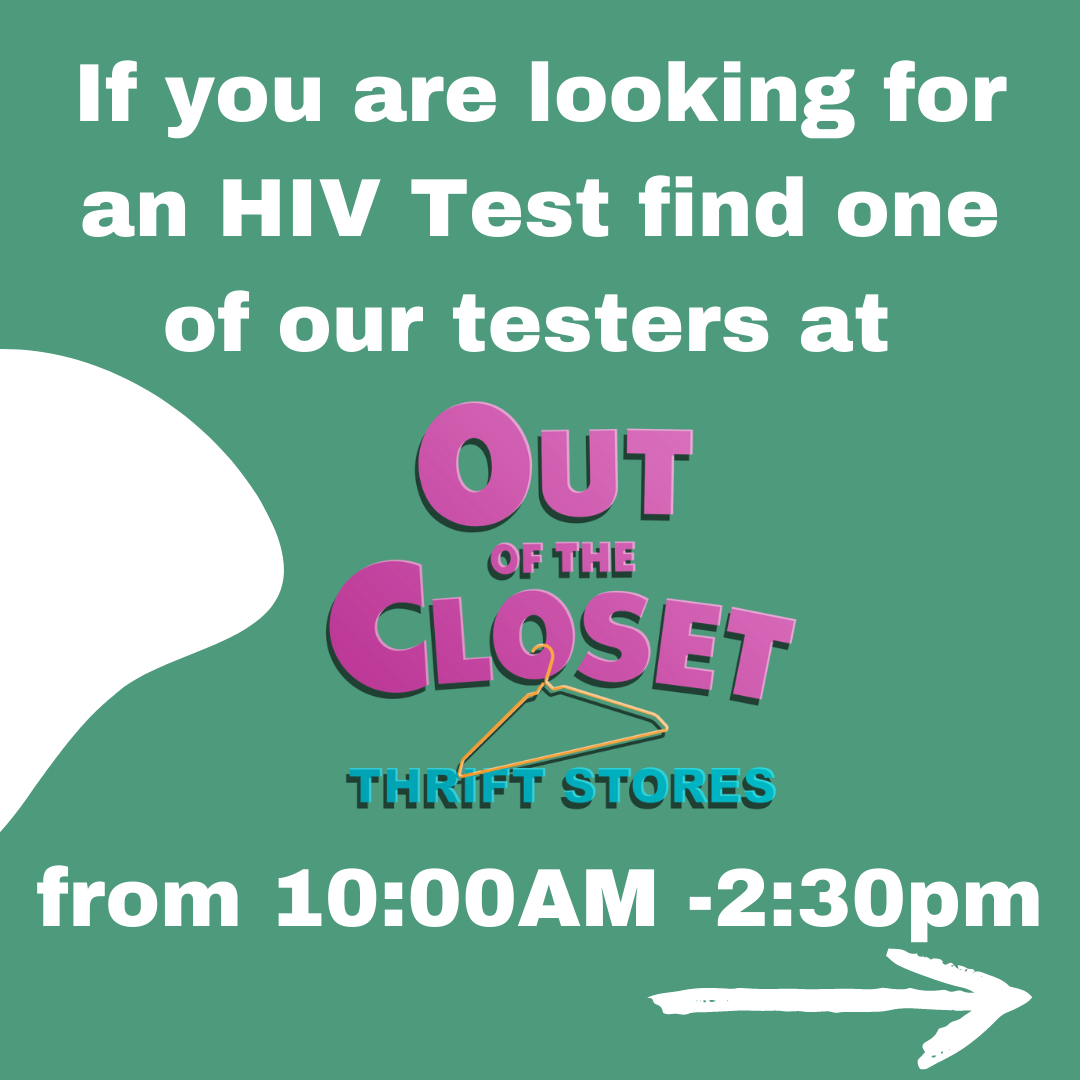 If you are looking for
an HIV Test find one
of our testers at
OUT
OF THE
CLOSET
THRIFT STORES
from 10:00AM -2:30pm